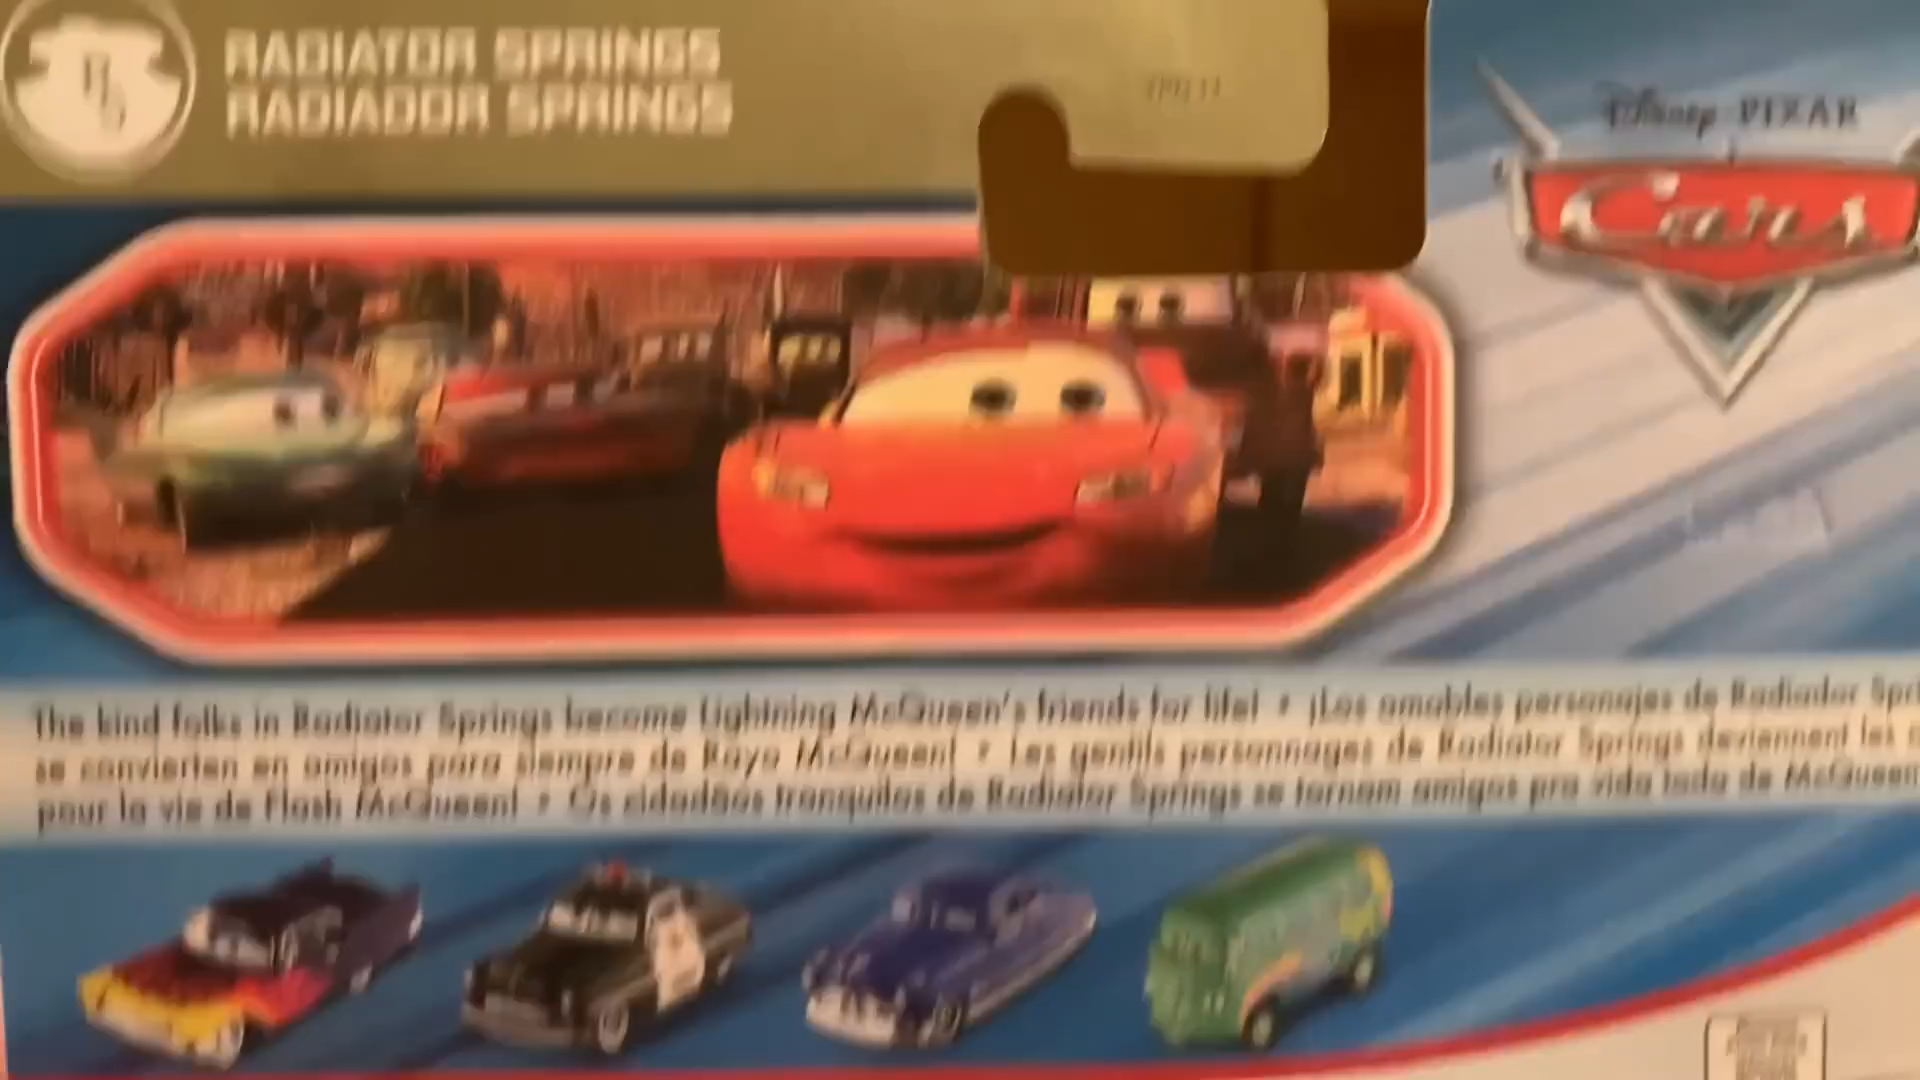 RADIATOR SPRINGS
RADIADOR SPRINGS
Disney PIXAR
Cars
The kind folks in Radiator Springs become Lightning McQueen's friends for life! • ¡Los amables personajes de Radiador
se convierten en amigos para siempre de Rayo McQueen! • Les gentils personnages de Radiator Springs deviennent les
pour la vie de Flash McQueen! • Os cidadãos tranquilos de Radiator Springs se tornam amigos pra vida toda de McQueen